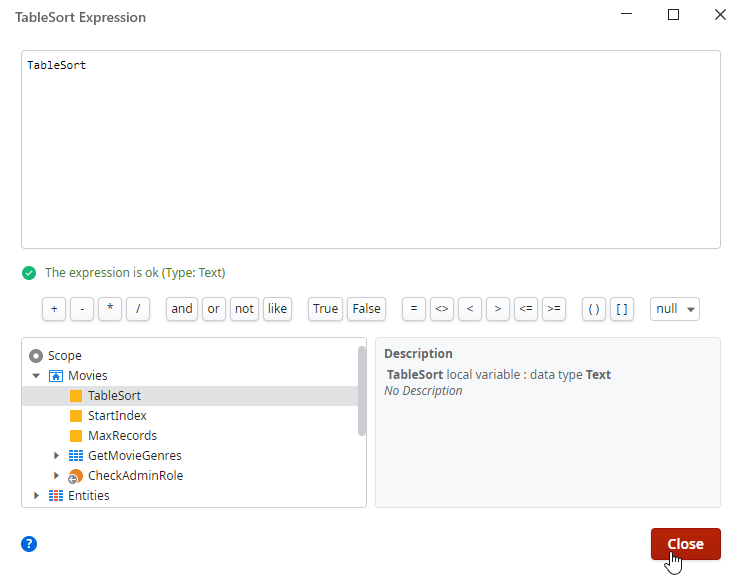 TableSort Expression
TableSort
The expression is ok (Type: Text)
+ - * / and or not like True False = <> < > <= >= ( ) [ ] null
Scope
Movies
TableSort
StartIndex
MaxRecords
GetMovieGenres
CheckAdminRole
Entities
Description
TableSort local variable : data type Text
No Description
?
Close